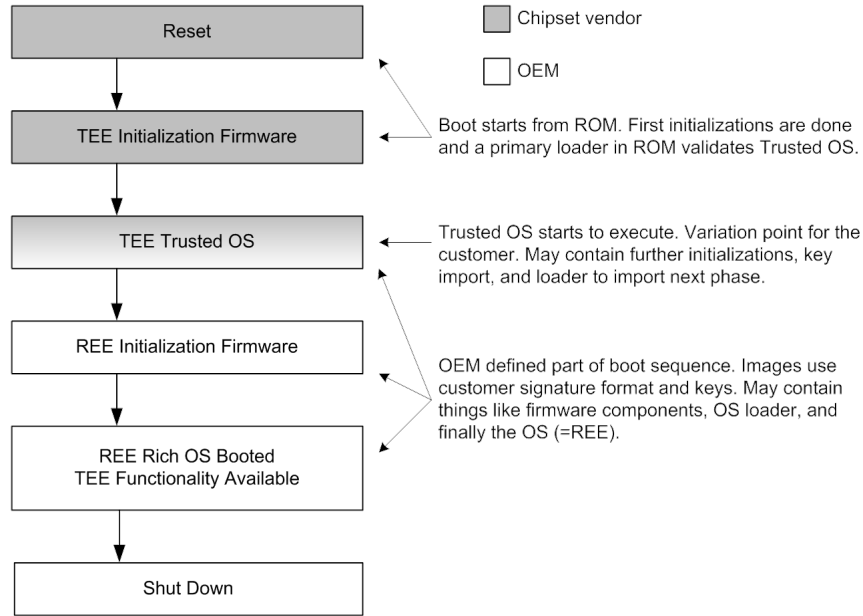 Reset
Chipset vendor
OEM
TEE Initialization Firmware
Boot starts from ROM. First initializations are done
and a primary loader in ROM validates Trusted OS.
TEE Trusted OS
Trusted OS starts to execute. Variation point for the
customer. May contain further initializations, key
import, and loader to import next phase.
REE Initialization Firmware
OEM defined part of boot sequence. Images use
customer signature format and keys. May contain
things like firmware components, OS loader, and
finally the OS (=REE).
REE Rich OS Booted
TEE Functionality Available
Shut Down